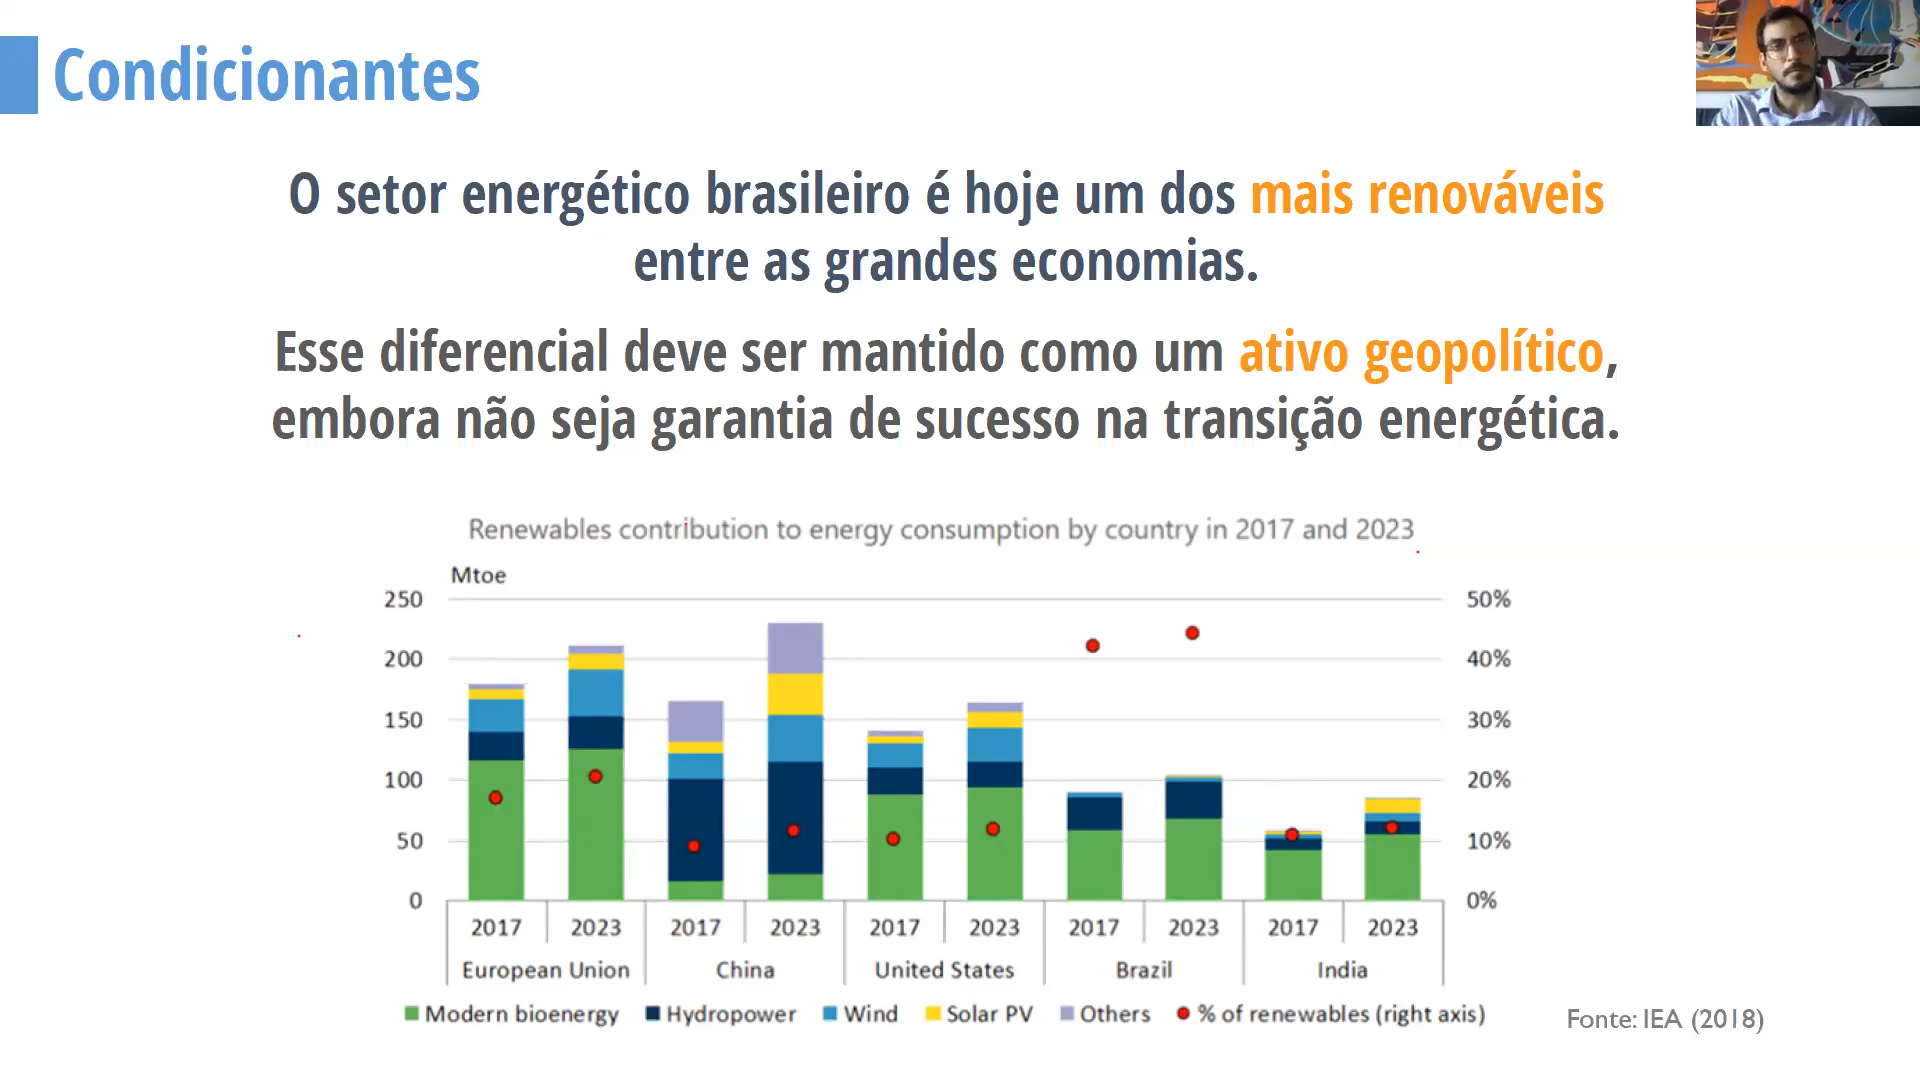 Condicionantes
O setor energético brasileiro é hoje um dos mais renováveis
entre as grandes economias.
Esse diferencial deve ser mantido como um ativo geopolítico,
embora não seja garantia de sucesso na transição energética.
Renewables contribution to energy consumption by country in 2017 and 2023
Mtoe
250 50%
200 40%
150 30%
100 20%
50 10%
0 0%
2017 2023 2017 2023 2017 2023 2017 2023 2017 2023
European Union China United States Brazil India
Modern bioenergy Hydropower Wind Solar PV Others % of renewables (right axis)
Fonte: IEA (2018)